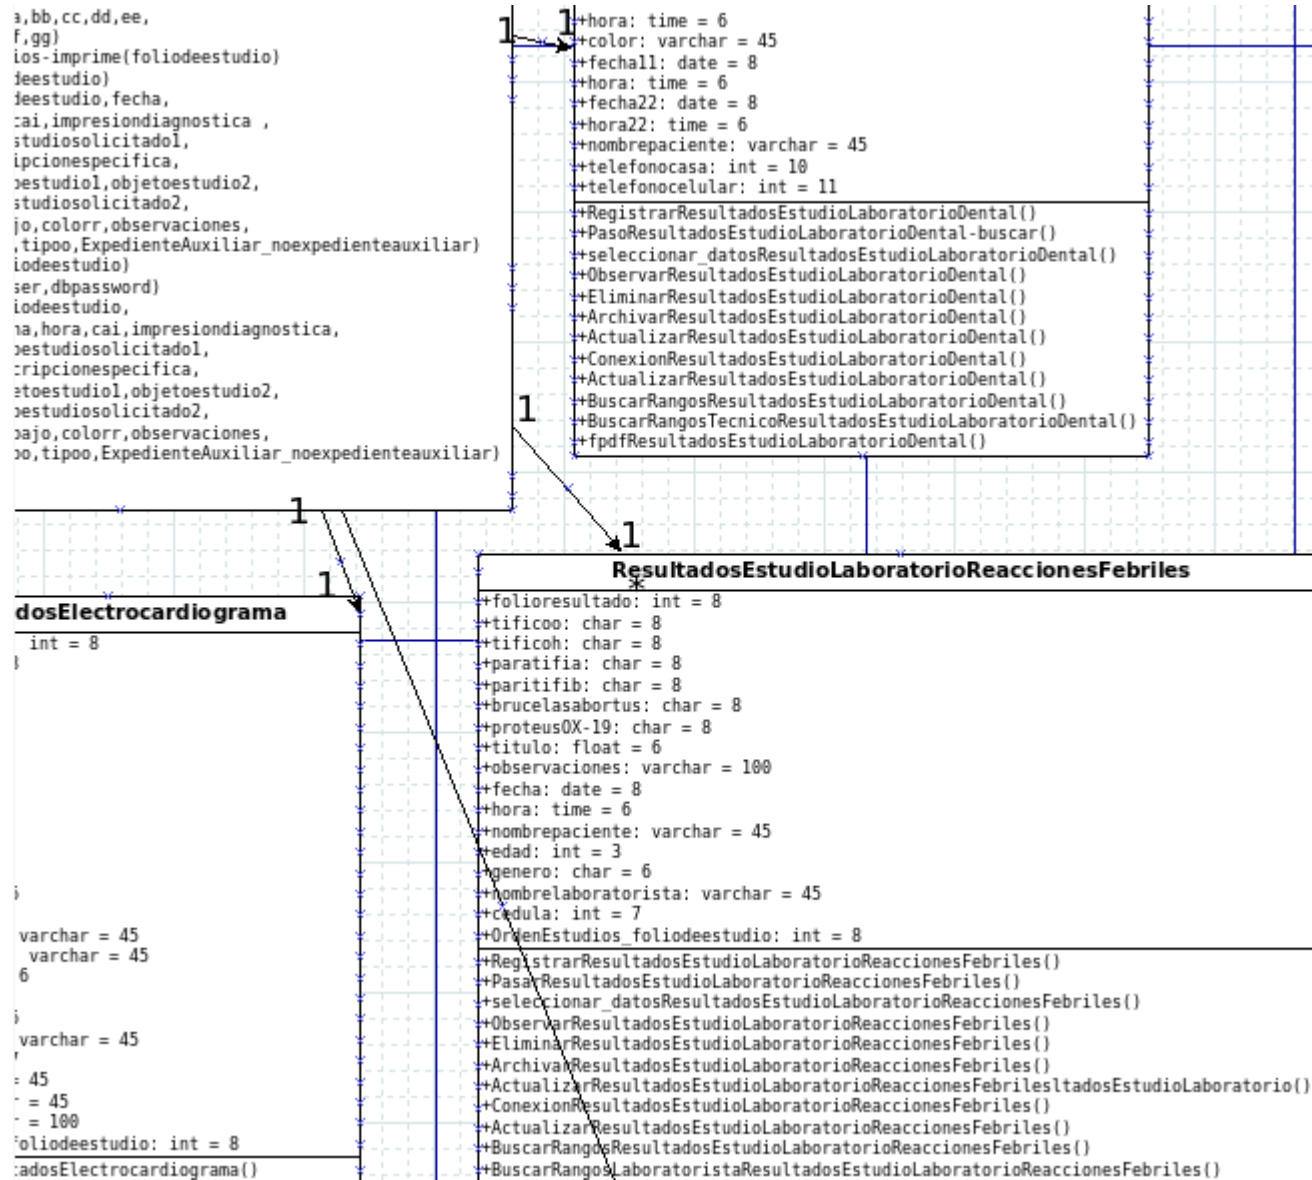 a,bb,cc,dd,ee,
f,gg)
ios-imprime(foliodeestudio)
deestudio)
deestudio,fecha,
cai,impresiondiagnostica ,
studiosolicitado1,
ipcionespecifica,
oestudio1,objetoestudio2,
studiosolicitado2,
jo,colorr,observaciones,
,tipoo,ExpedienteAuxiliar_noexpedienteauxiliar)
iodeestudio)
ser,dbpassword)
iodeestudio,
na,hora,cai,impresiondiagnostica,
oestudiosolicitado1,
cripcionespecifica,
etoestudio1,objetoestudio2,
oestudiosolicitado2,
bajo,colorr,observaciones,
oo,tipoo,ExpedienteAuxiliar_noexpedienteauxiliar)
1
1
+hora: time = 6
+color: varchar = 45
+fecha11: date = 8
+hora: time = 6
+fecha22: date = 8
+hora22: time = 6
+nombrepaciente: varchar = 45
+telefonocasa: int = 10
+telefonocelular: int = 11
+RegistrarResultadosEstudioLaboratorioDental()
+PasoResultadosEstudioLaboratorioDental-buscar()
+seleccionar_datosResultadosEstudioLaboratorioDental()
+ObservarResultadosEstudioLaboratorioDental()
+EliminarResultadosEstudioLaboratorioDental()
+ArchivarResultadosEstudioLaboratorioDental()
+ActualizarResultadosEstudioLaboratorioDental()
+ConexionResultadosEstudioLaboratorioDental()
+ActualizarResultadosEstudioLaboratorioDental()
+BuscarRangosResultadosEstudioLaboratorioDental()
+BuscarRangosTecnicoResultadosEstudioLaboratorioDental()
+fpdfResultadosEstudioLaboratorioDental()
1
1
1
1
dosElectrocardiograma
int = 8
8
varchar = 45
varchar = 45
6
varchar = 45
= 45
r = 45
r = 100
foliodeestudio: int = 8
tadosElectrocardiograma()
ResultadosEstudioLaboratorioReaccionesFebriles
*
+folioresultado: int = 8
+tificoo: char = 8
+tificoh: char = 8
+paratifia: char = 8
+paritifib: char = 8
+brucelasabortus: char = 8
+proteusOX-19: char = 8
+titulo: float = 6
+observaciones: varchar = 100
+fecha: date = 8
+hora: time = 6
+nombrepaciente: varchar = 45
+edad: int = 3
+genero: char = 6
+nombrelaboratorista: varchar = 45
+cedula: int = 7
+OrdenEstudios_foliodeestudio: int = 8
+RegistrarResultadosEstudioLaboratorioReaccionesFebriles()
+PasarResultadosEstudioLaboratorioReaccionesFebriles()
+seleccionar_datosResultadosEstudioLaboratorioReaccionesFebriles()
+ObservarResultadosEstudioLaboratorioReaccionesFebriles()
+EliminarResultadosEstudioLaboratorioReaccionesFebriles()
+ArchivarResultadosEstudioLaboratorioReaccionesFebriles()
+ActualizarResultadosEstudioLaboratorioReaccionesFebrilesltadosEstudioLaboratorio()
+ConexionResultadosEstudioLaboratorioReaccionesFebriles()
+ActualizarResultadosEstudioLaboratorioReaccionesFebriles()
+BuscarRangosResultadosEstudioLaboratorioReaccionesFebriles()
+BuscarRangosLaboratoristaResultadosEstudioLaboratorioReaccionesFebriles()